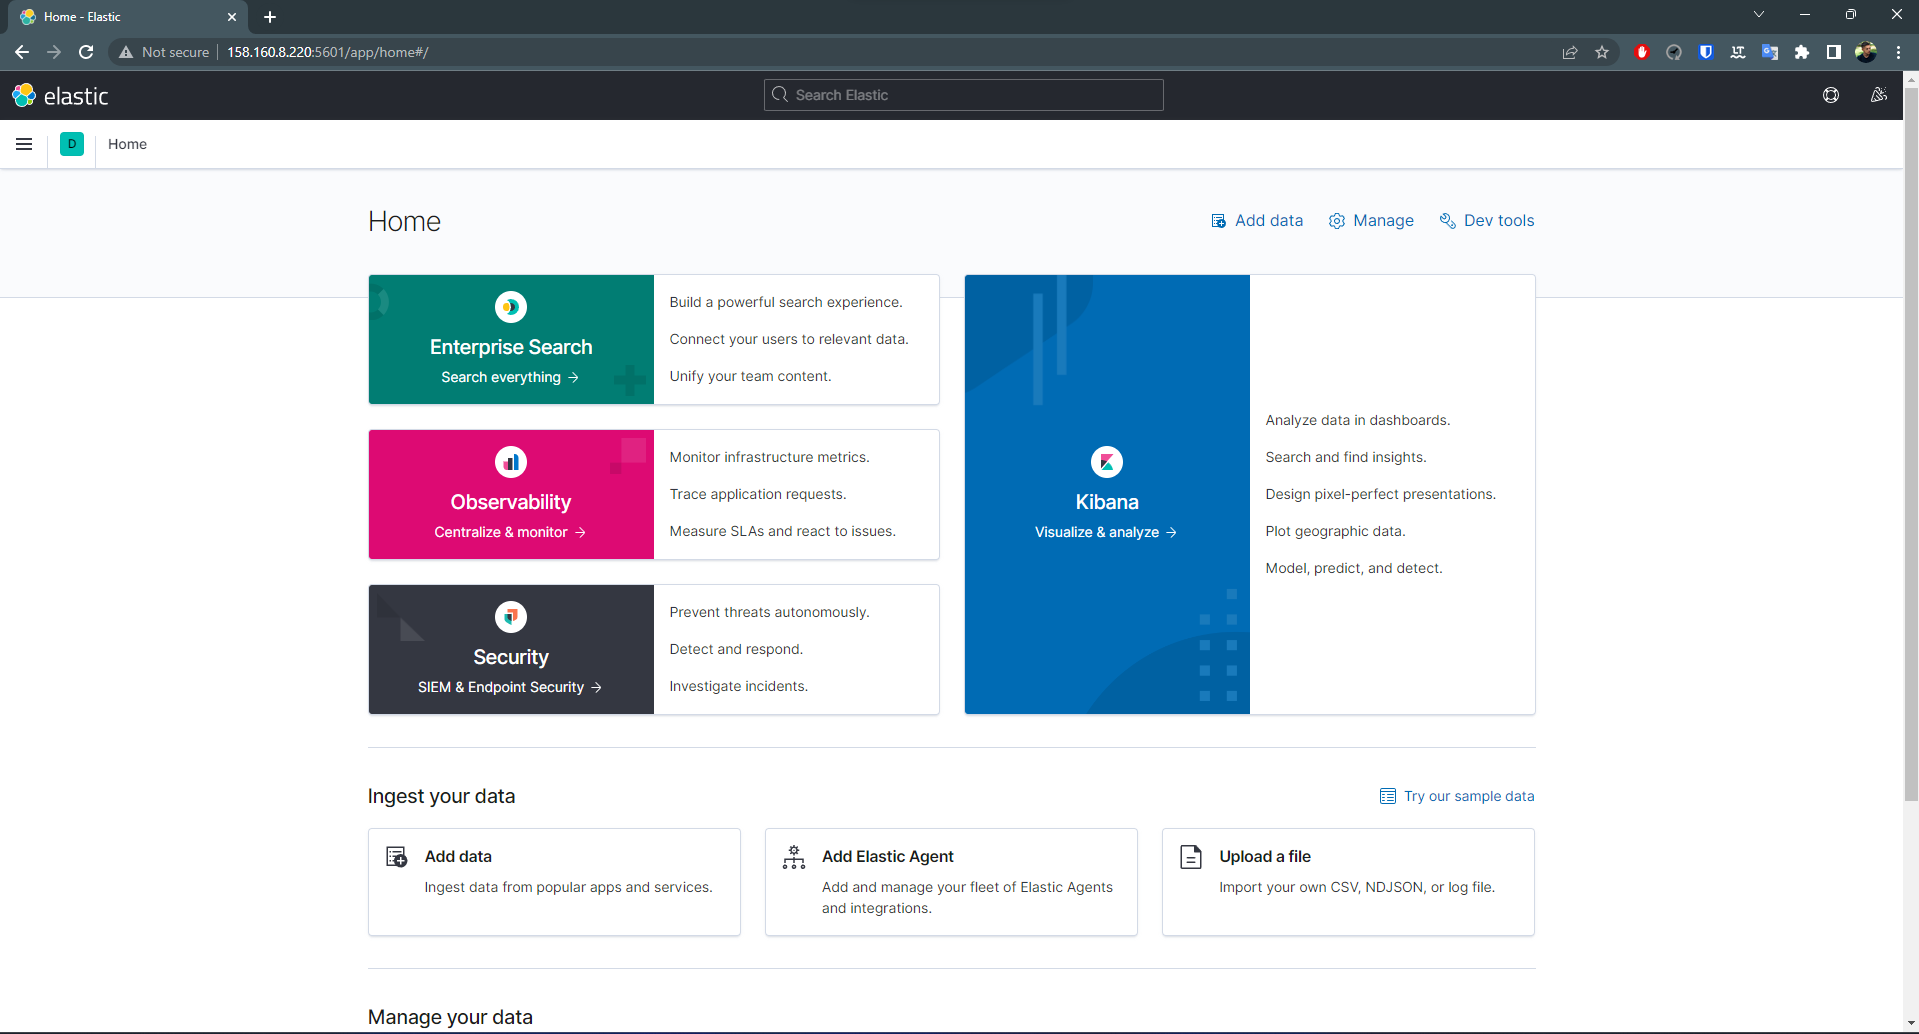 Home - Elastic
Not secure
158.160.8.220:5601/app/home#/
elastic
Search Elastic
D
Home
Home
Add data
Manage
Dev tools
Enterprise Search
Search everything →
Build a powerful search experience.
Connect your users to relevant data.
Unify your team content.
Observability
Centralize & monitor →
Monitor infrastructure metrics.
Trace application requests.
Measure SLAs and react to issues.
Security
SIEM & Endpoint Security →
Prevent threats autonomously.
Detect and respond.
Investigate incidents.
Kibana
Visualize & analyze →
Analyze data in dashboards.
Search and find insights.
Design pixel-perfect presentations.
Plot geographic data.
Model, predict, and detect.
Ingest your data
Try our sample data
Add data
Ingest data from popular apps and services.
Add Elastic Agent
Add and manage your fleet of Elastic Agents
and integrations.
Upload a file
Import your own CSV, NDJSON, or log file.
Manage your data